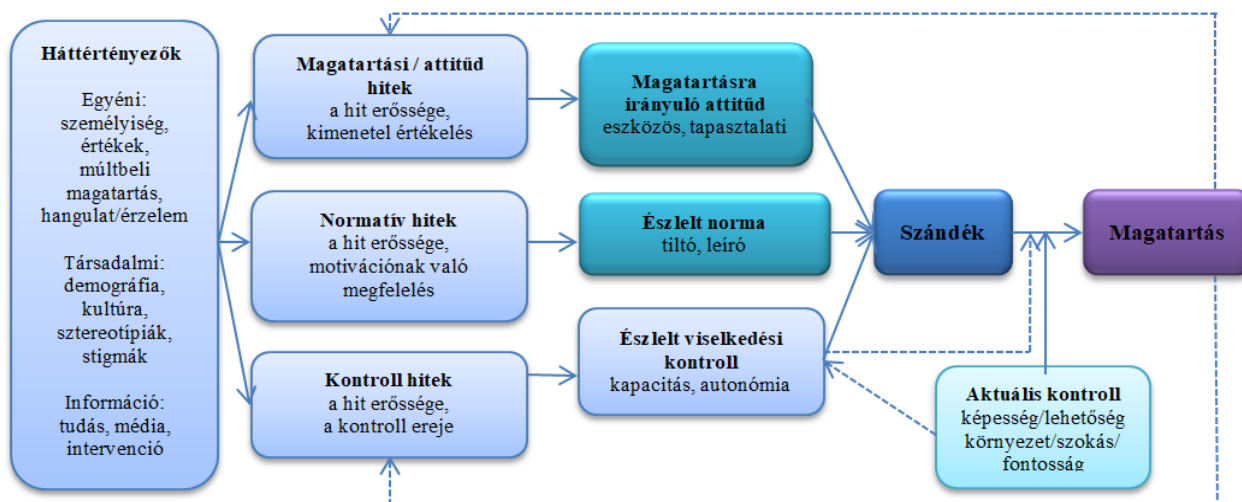 Háttértényezők
Egyéni:
személyiség,
értékek,
múltbeli
magatartás,
hangulat/érzelem
Társadalmi:
demográfia,
kultúra,
sztereotípiák,
stigmák
Információ:
tudás, média,
intervenció
Magatartási / attitűd
hitek
a hit erőssége,
kimenetel értékelés
Normatív hitek
a hit erőssége,
motivációnak való
megfelelés
Kontroll hitek
a hit erőssége,
a kontroll ereje
Magatartásra
irányuló attitűd
eszközös, tapasztalati
Észlelt norma
tiltó, leíró
Észlelt viselkedési
kontroll
kapacitás, autonómia
Szándék
Magatartás
Aktuális kontroll
képesség/lehetőség
környezet/szokás/
fontosság